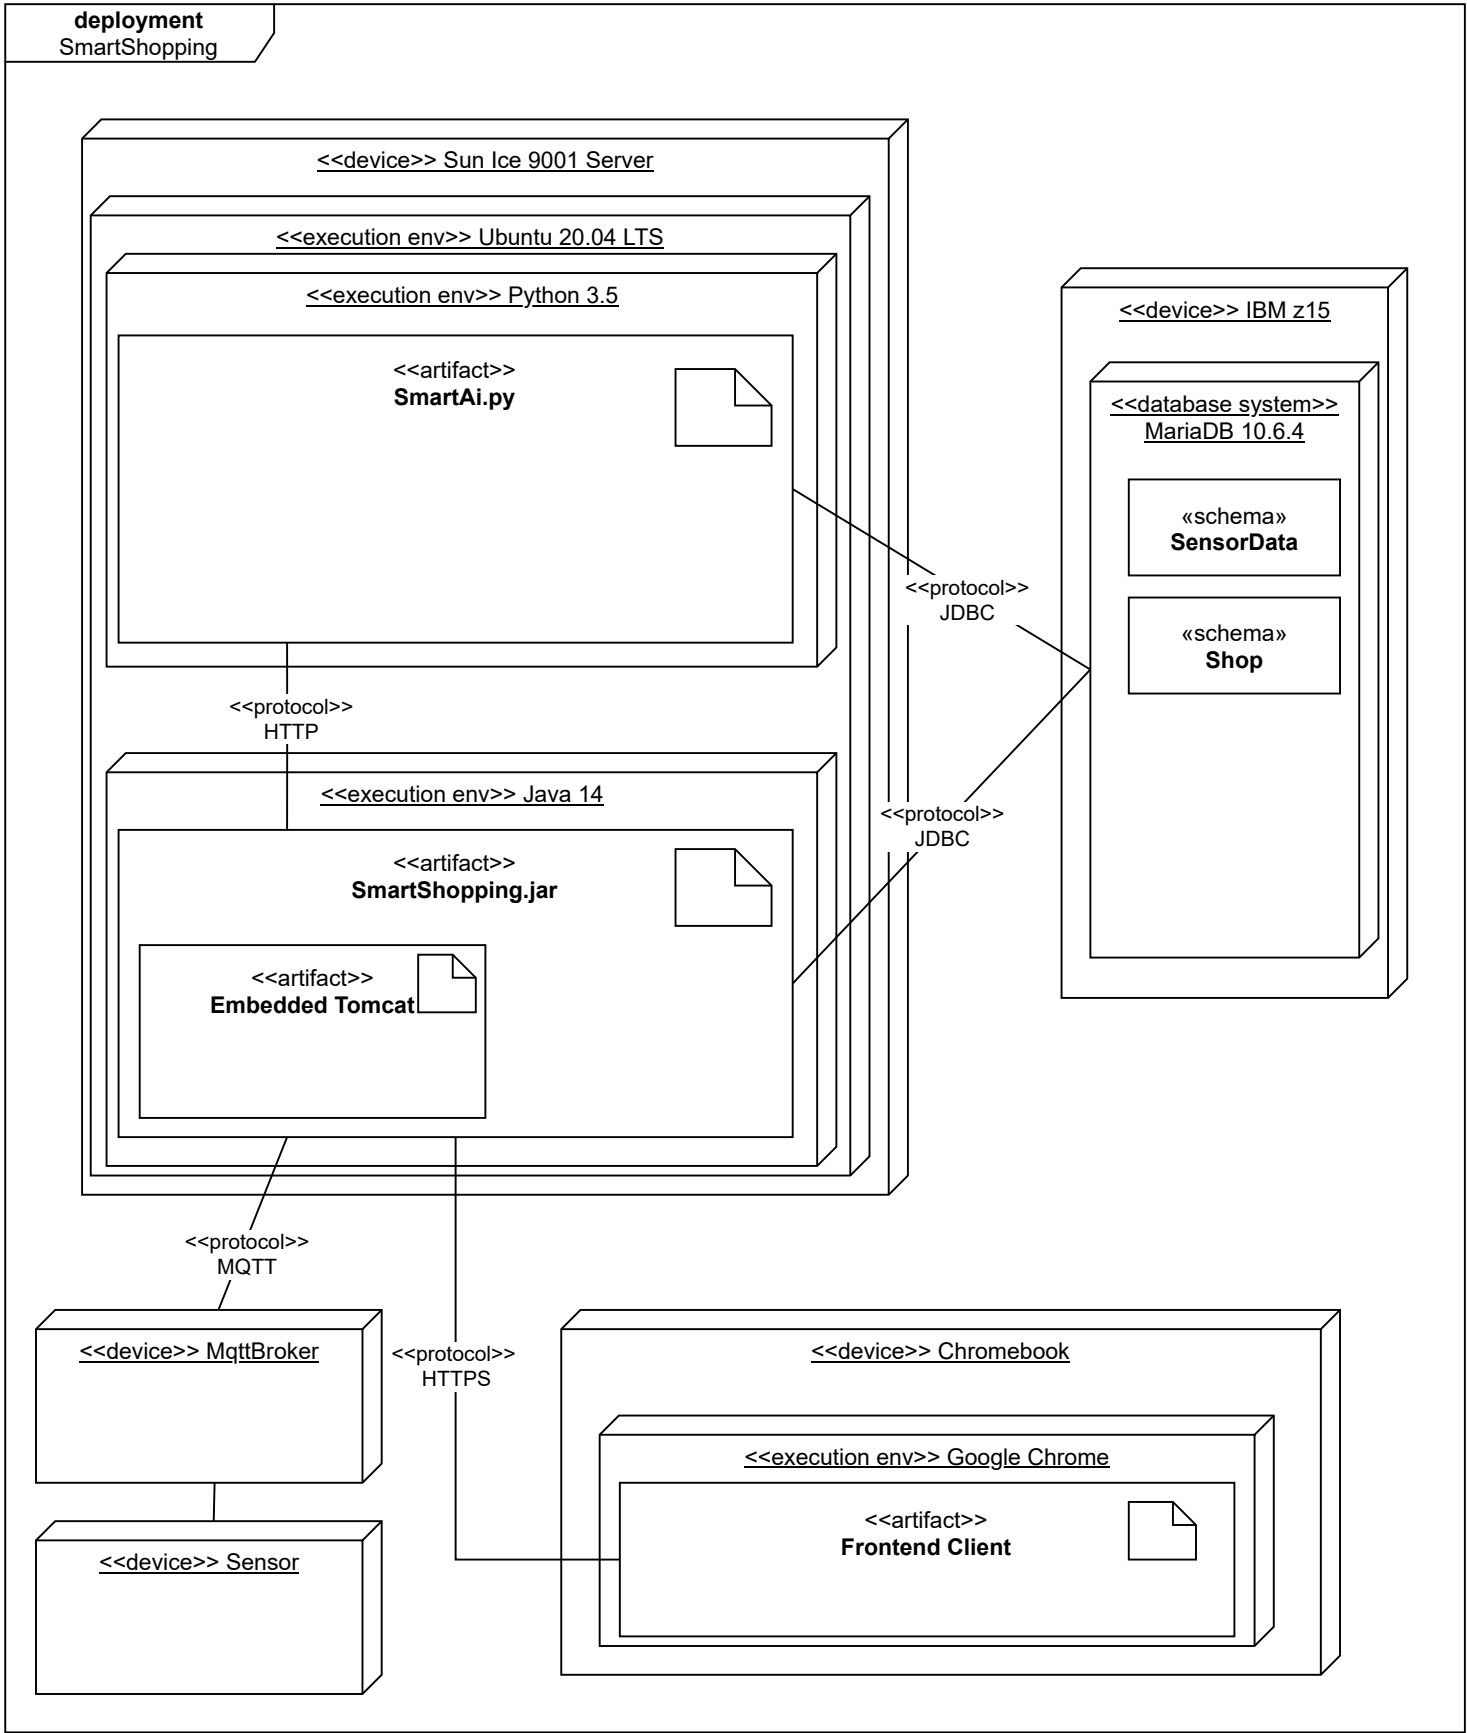 deployment
SmartShopping
<<device>> Sun Ice 9001 Server
<<execution env>> Ubuntu 20.04 LTS
<<execution env>> Python 3.5
<<artifact>>
SmartAi.py
<<device>> IBM z15
<<database system>>
MariaDB 10.6.4
«schema»
SensorData
«schema»
Shop
<<protocol>>
JDBC
<<protocol>>
HTTP
<<execution env>> Java 14
<<protocol>>
JDBC
<<artifact>>
SmartShopping.jar
<<artifact>>
Embedded Tomcat
<<protocol>>
MQTT
<<device>> MqttBroker
<<protocol>>
HTTPS
<<device>> Chromebook
<<execution env>> Google Chrome
<<artifact>>
Frontend Client
<<device>> Sensor